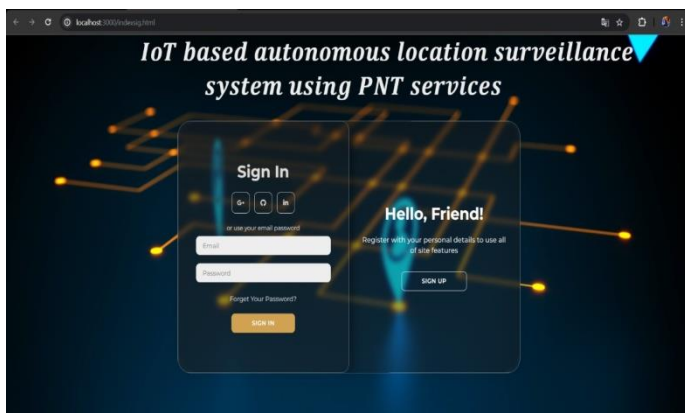 localhost:3000/indexsig.html
IoT based autonomous location surveillance
system using PNT services
Sign In
G+
in
or use your email password
Email
Password
Forget Your Password?
SIGN IN
Hello, Friend!
Register with your personal details to use all
of site features
SIGN UP